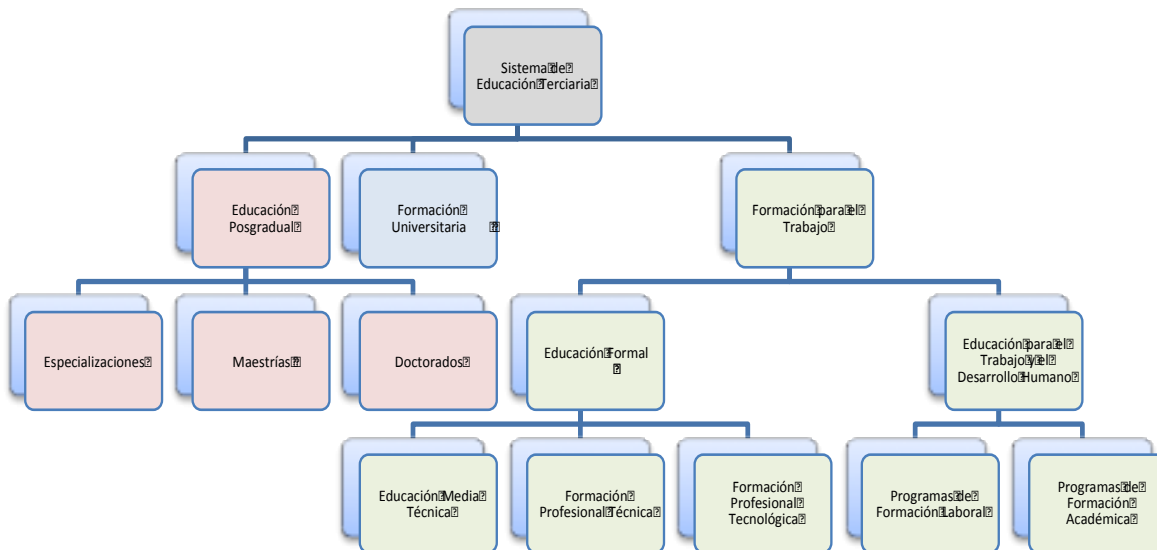 Sistema de
Educación Terciaria
Educación
Posgradual
Formación
Universitaria
Formación para el
Trabajo
Especializaciones
Maestrías
Doctorados
Educación Formal
Educación para el
Trabajo y el
Desarrollo Humano
Educación Media
Técnica
Formación
Profesional Técnica
Formación
Profesional
Tecnológica
Programas de
Formación Laboral
Programas de
Formación
Académica